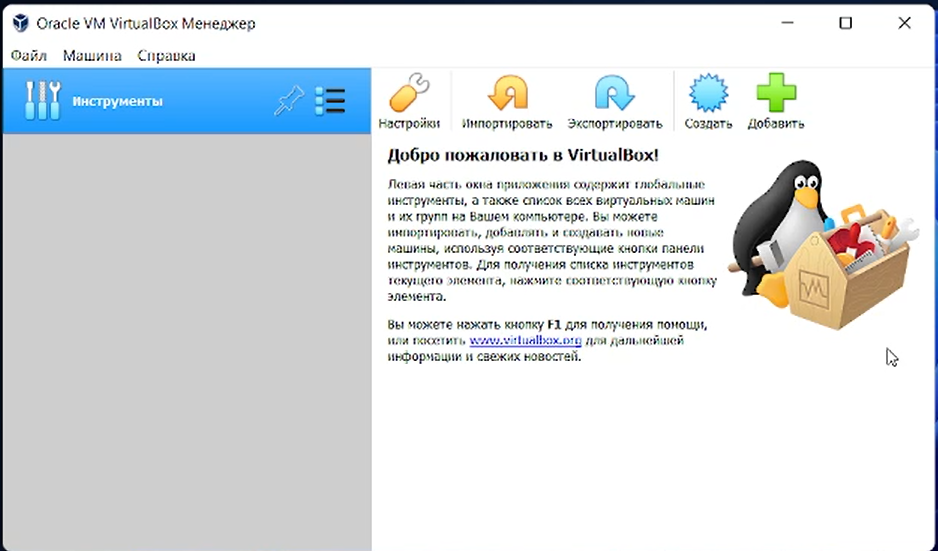 Oracle VM VirtualBox Менеджер
Файл Машина Справка
Инструменты
Настройки Импортировать Экспортировать Создать Добавить
Добро пожаловать в VirtualBox!
Левая часть окна приложения содержит глобальные
инструменты, а также список всех виртуальных машин
и их групп на Вашем компьютере. Вы можете
импортировать, добавлять и создавать новые
машины, используя соответствующие кнопки панели
инструментов. Для получения списка инструментов
текущего элемента, нажмите соответствующую кнопку
элемента.
Вы можете нажать кнопку F1 для получения помощи,
или посетить www.virtualbox.org для дальнейшей
информации и свежих новостей.